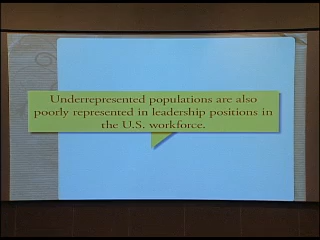 Underrepresented populations are also
poorly represented in leadership positions in
the U.S. workforce.